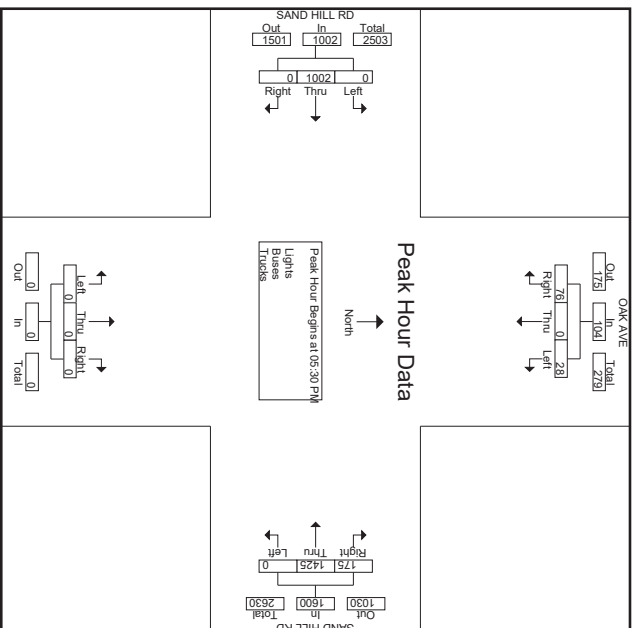 SAND HILL RD
Out In Total
1501 1002 2503
0 1002 0
Right Thru Left
OAK AVE
Out In Total
175 104 279
76 0 28
Right Thru Left
Peak Hour Data
North
Peak Hour Begins at 05:30 PM
Lights
Buses
Trucks
Left Thru Right
0 0 0
Out In Total
0 0 0
Left Thru Right
0 1425 175
Out In Total
1030 1600 2630
SAND HILL RD